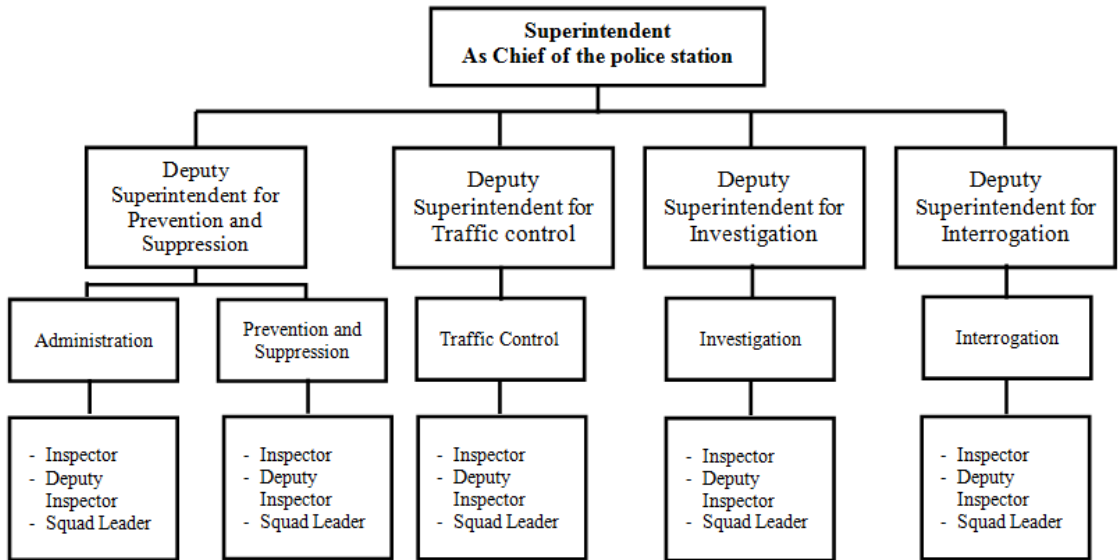 Superintendent
As Chief of the police station
Deputy
Superintendent for
Prevention and
Suppression
Deputy
Superintendent for
Traffic control
Deputy
Superintendent for
Investigation
Deputy
Superintendent for
Interrogation
Administration
Prevention and
Suppression
Traffic Control
Investigation
Interrogation
- Inspector
- Deputy
Inspector
- Squad Leader
- Inspector
- Deputy
Inspector
- Squad Leader
- Inspector
- Deputy
Inspector
- Squad Leader
- Inspector
- Deputy
Inspector
- Squad Leader
- Inspector
- Deputy
Inspector
- Squad Leader